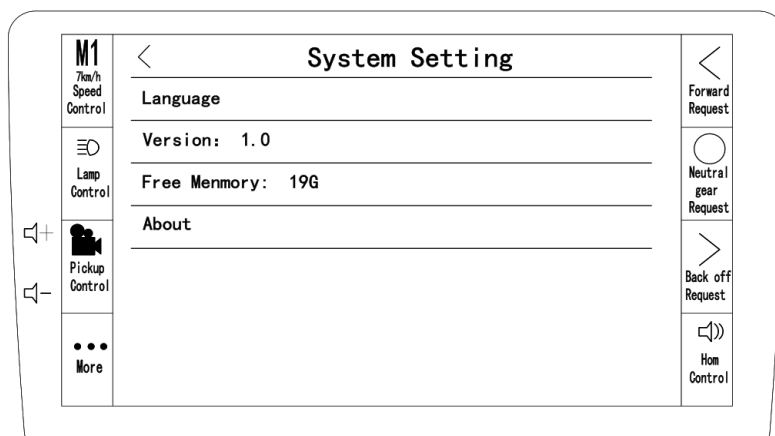 M1
7km/h
Speed
Control
Lamp
Control
Pickup
Control
More
System Setting
Language
Version: 1.0
Free Menmory: 19G
About
Forward
Request
Neutral
gear
Request
Back off
Request
Hom
Control